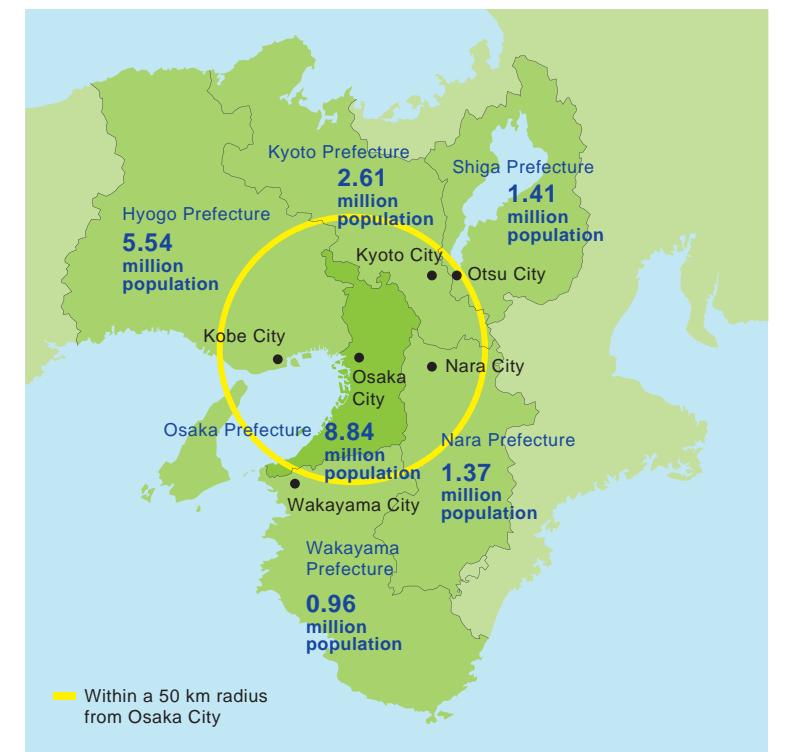 Kyoto Prefecture
2.61
million
population
Shiga Prefecture
1.41
million
population
Hyogo Prefecture
5.54
million
population
Kyoto City
Otsu City
Kobe City
Osaka
City
Nara City
Osaka Prefecture
8.84
million
population
Nara Prefecture
1.37
million
population
Wakayama City
Wakayama
Prefecture
0.96
million
population
Within a 50 km radius
from Osaka City